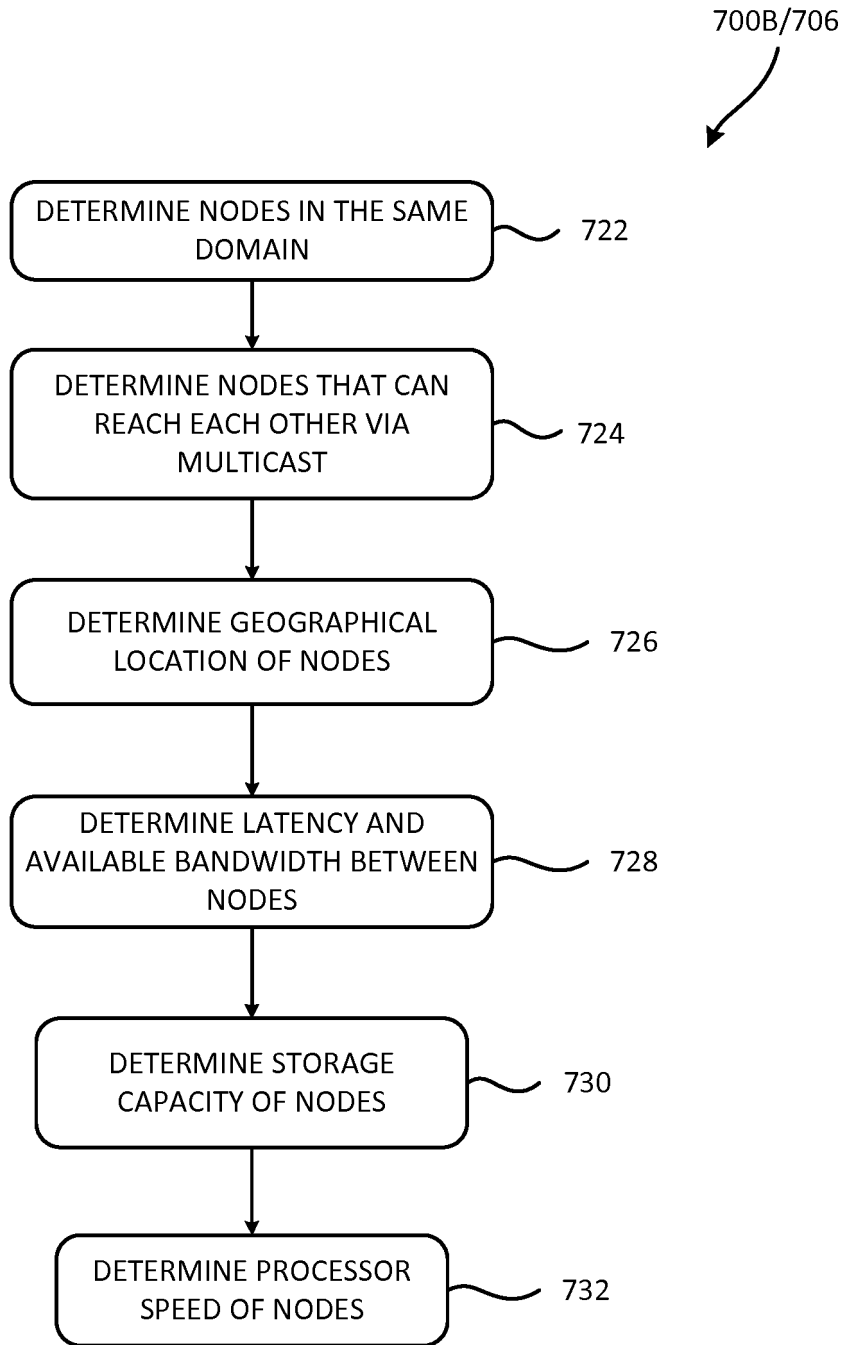 700B/706
DETERMINE NODES IN THE SAME
DOMAIN
722
DETERMINE NODES THAT CAN
REACH EACH OTHER VIA
MULTICAST
724
DETERMINE GEOGRAPHICAL
LOCATION OF NODES
726
DETERMINE LATENCY AND
AVAILABLE BANDWIDTH BETWEEN
NODES
728
DETERMINE STORAGE
CAPACITY OF NODES
730
DETERMINE PROCESSOR
SPEED OF NODES
732